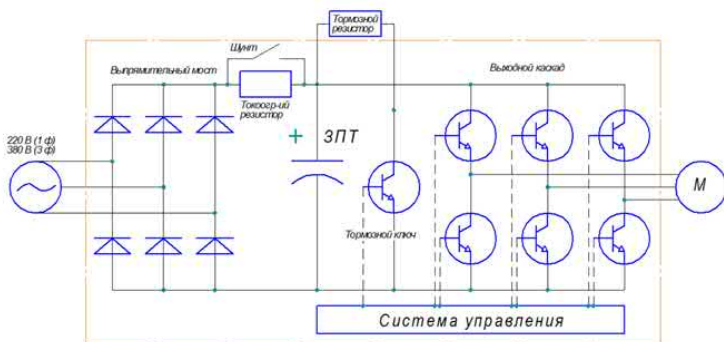 Тормозной
резистор
Шунт
Выпрямительный мост
Выходной каскад
Токоогр-ий
резистор
220 В (1 ф)
380 В (3 ф)
+
ЗПТ
М
Тормозной ключ
Система управления